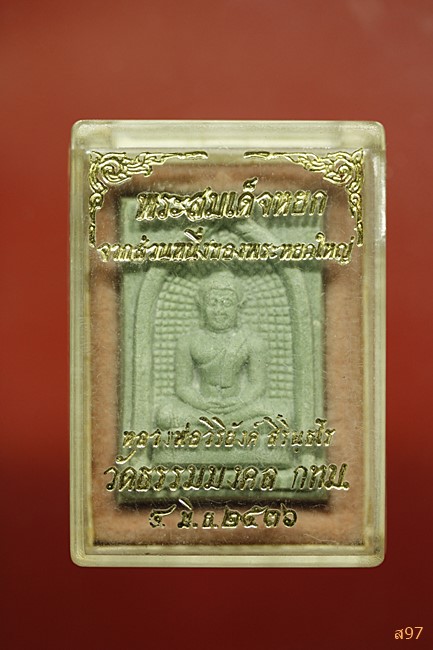 พระสมเด็จหยก
จากส่วนหนึ่งของพระหยกใหญ่
หลวงพ่อวิริยังค์ สิรินฺธโร
วัดธรรมมงคล กทม.
๔ มิ.ย.๒๕๓๖
ส97